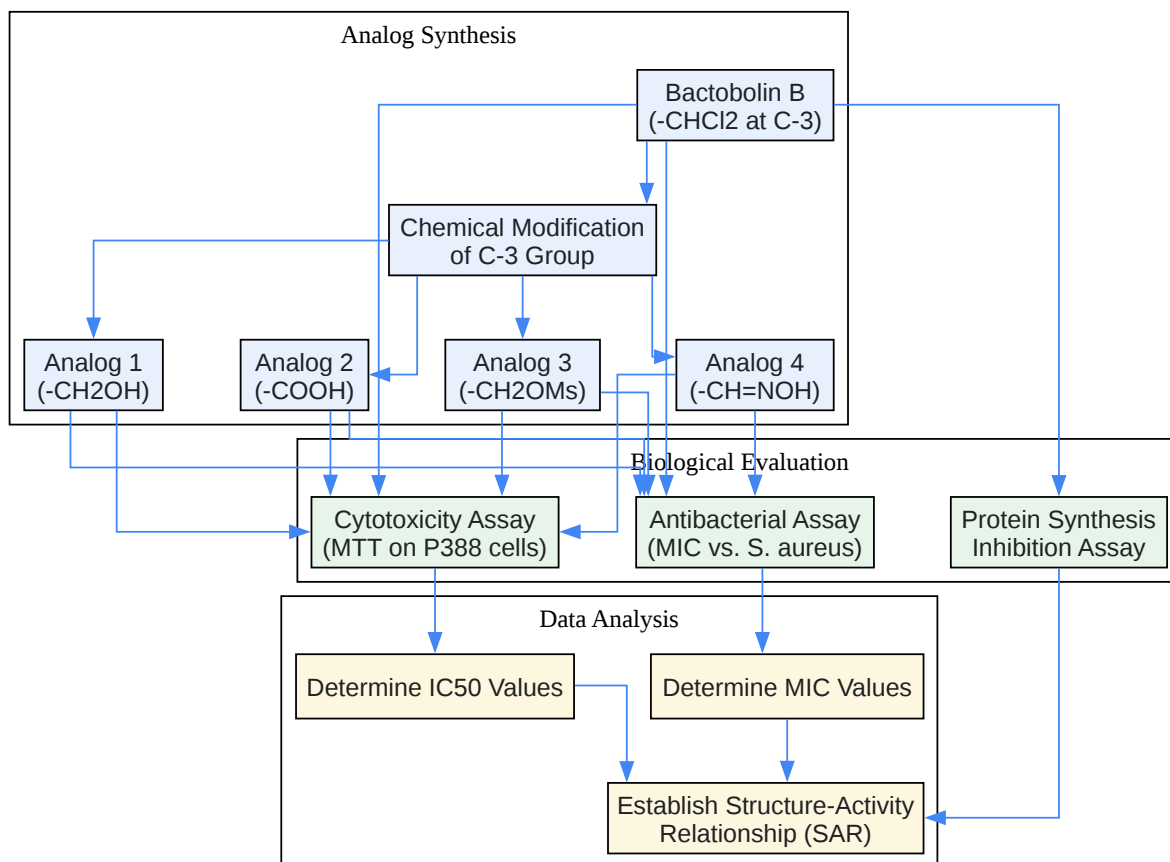 Analog Synthesis
Bactobolin B
(-CHCl2 at C-3)
Chemical Modification
of C-3 Group
Analog 1
(-CH2OH)
Analog 2
(-COOH)
Analog 3
(-CH2OMs)
Analog 4
(-CH=NOH)
Biological Evaluation
Cytotoxicity Assay
(MTT on P388 cells)
Antibacterial Assay
(MIC vs. S. aureus)
Protein Synthesis
Inhibition Assay
Data Analysis
Determine IC50 Values
Determine MIC Values
Establish Structure-Activity
Relationship (SAR)